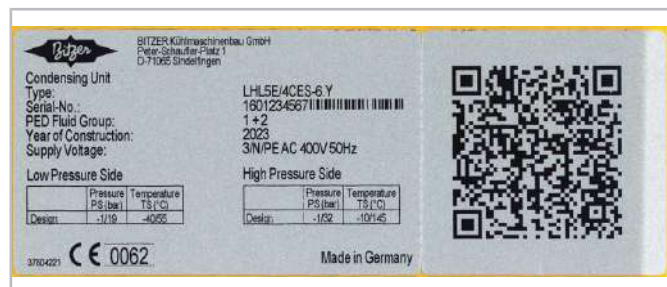 Bitzer
BITZER Kühlmaschinenbau GmbH
Peter-Schaufler-Platz 1
D-71065 Sindelfingen
Condensing Unit
Type: LHL5E/4CES-6.Y
Serial-No.: 1601234567
PED Fluid Group: 1+2
Year of Construction: 2023
Supply Voltage: 3/N/PE AC 400V 50Hz
Low Pressure Side
Pressure PS (bar) Temperature TS (°C)
Design -1/19 -40/55
High Pressure Side
Pressure PS (bar) Temperature TS (°C)
Design -1/32 -10/145
37804221 CE 0062
Made in Germany